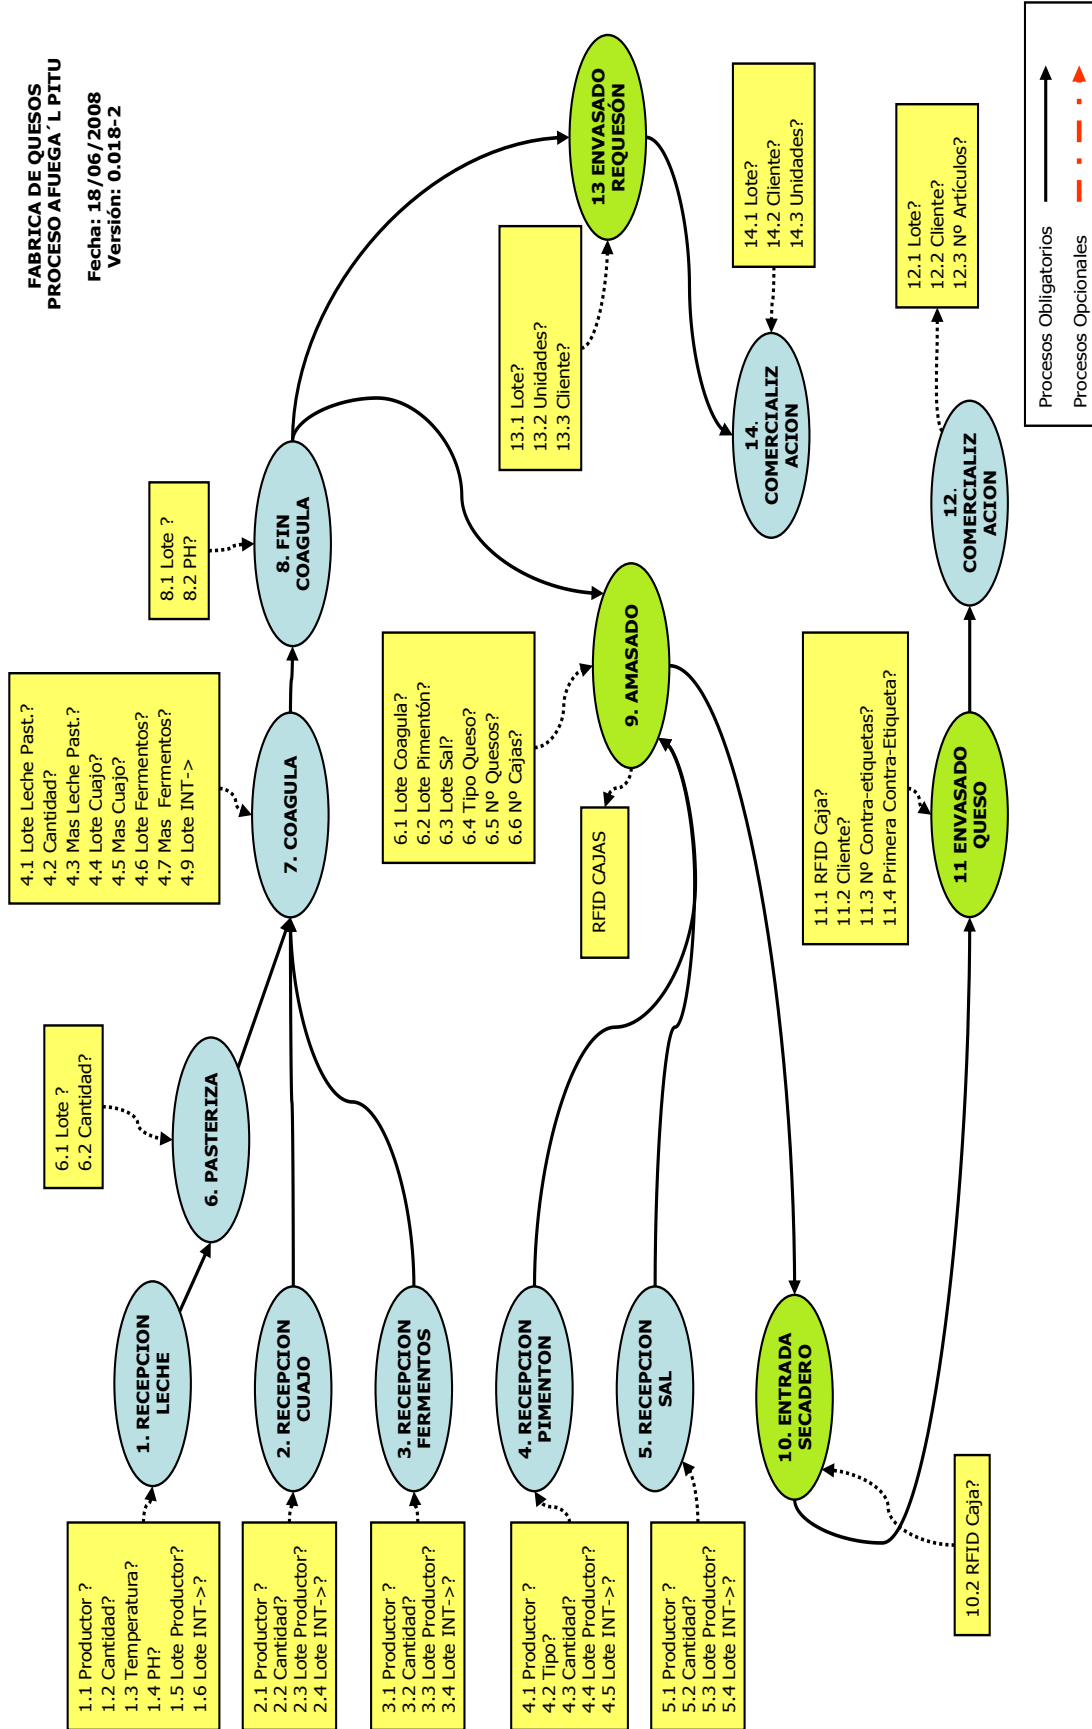 FABRICA DE QUESOS
PROCESO AFUEGA´L PITU
Fecha: 18/06/2008
Versión: 0.018-2
1.1 Productor ?
1.2 Cantidad?
1.3 Temperatura?
1.4 PH?
1.5 Lote Productor?
1.6 Lote INT->?
1. RECEPCION
LECHE
6.1 Lote ?
6.2 Cantidad?
6. PASTERIZA
4.1 Lote Leche Past.?
4.2 Cantidad?
4.3 Mas Leche Past.?
4.4 Lote Cuajo?
4.5 Mas Cuajo?
4.6 Lote Fermentos?
4.7 Mas Fermentos?
4.9 Lote INT->
7. COAGULA
8.1 Lote ?
8.2 PH?
8. FIN
COAGULA
2.1 Productor ?
2.2 Cantidad?
2.3 Lote Productor?
2.4 Lote INT->?
2. RECEPCION
CUAJO
3.1 Productor ?
3.2 Cantidad?
3.3 Lote Productor?
3.4 Lote INT->?
3. RECEPCION
FERMENTOS
6.1 Lote Coagula?
6.2 Lote Pimentón?
6.3 Lote Sal?
6.4 Tipo Queso?
6.5 Nº Quesos?
6.6 Nº Cajas?
9. AMASADO
RFID CAJAS
13.1 Lote?
13.2 Unidades?
13.3 Cliente?
13 ENVASADO
REQUESÓN
4.1 Productor ?
4.2 Tipo?
4.3 Cantidad?
4.4 Lote Productor?
4.5 Lote INT->?
4. RECEPCION
PIMENTON
5.1 Productor ?
5.2 Cantidad?
5.3 Lote Productor?
5.4 Lote INT->?
5. RECEPCION
SAL
14.1 Lote?
14.2 Cliente?
14.3 Unidades?
14.
COMERCIALIZ
ACION
10. ENTRADA
SECADERO
10.2 RFID Caja?
11.1 RFID Caja?
11.2 Cliente?
11.3 Nº Contra-etiquetas?
11.4 Primera Contra-Etiqueta?
11 ENVASADO
QUESO
12.
COMERCIALIZ
ACION
12.1 Lote?
12.2 Cliente?
12.3 Nº Artículos?
Procesos Obligatorios
Procesos Opcionales